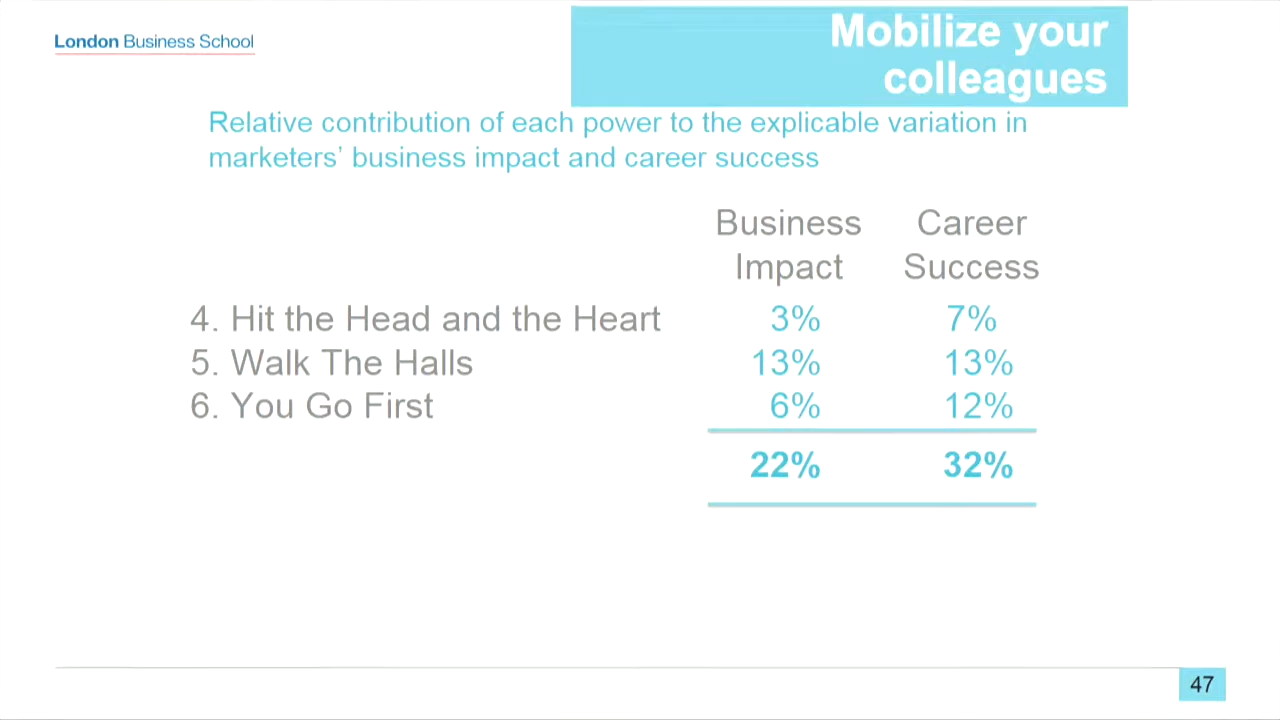 London Business School
Mobilize your
colleagues
Relative contribution of each power to the explicable variation in
marketers’ business impact and career success
Business Career
Impact Success
4. Hit the Head and the Heart 3% 7%
5. Walk The Halls 13% 13%
6. You Go First 6% 12%
22% 32%
47